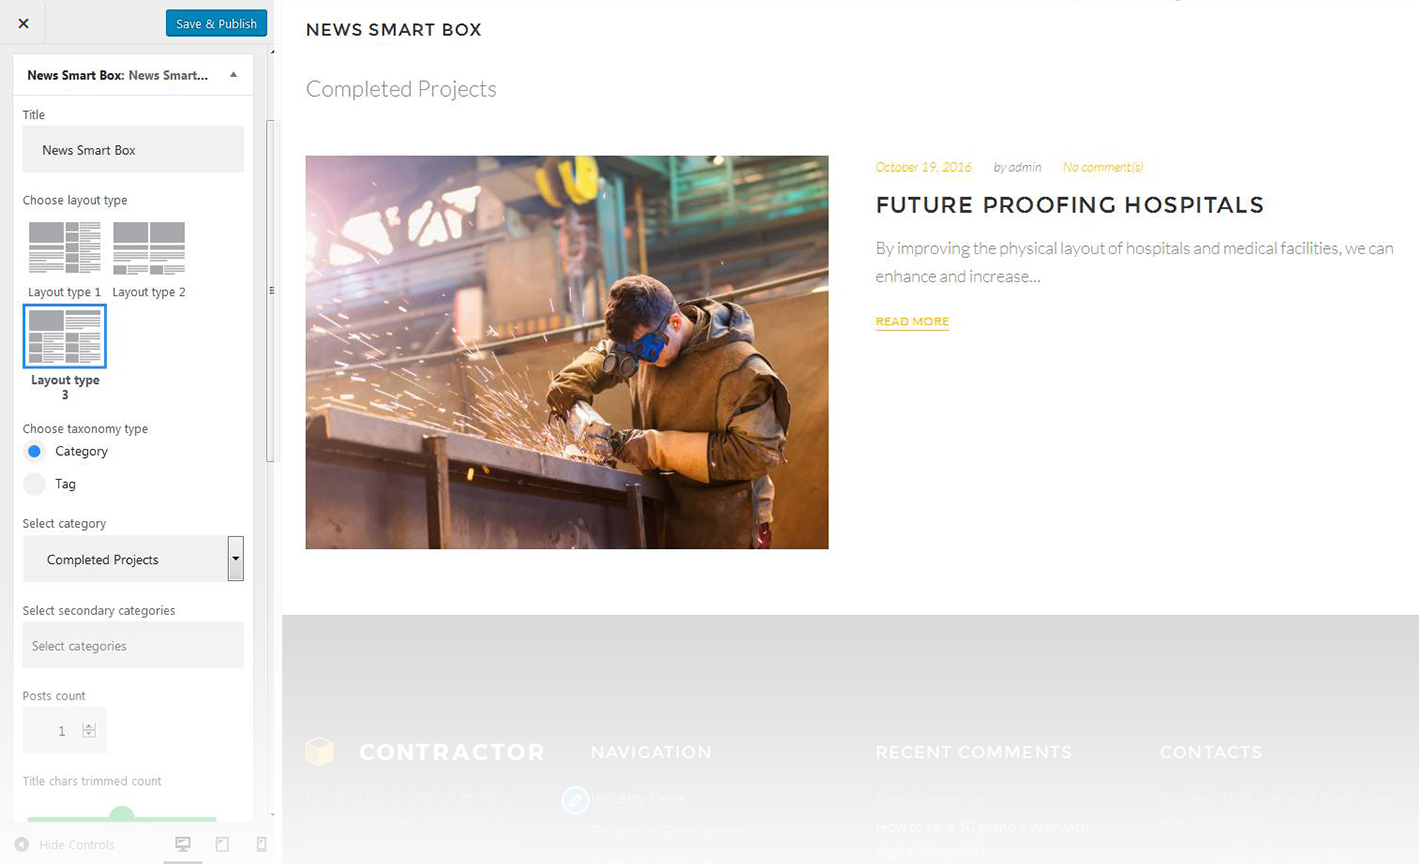 Save & Publish
News Smart Box: News Smart...
Title
News Smart Box
Choose layout type
Layout type 1
Layout type 2
Layout type
3
Choose taxonomy type
Category
Tag
Select category
Completed Projects
Select secondary categories
Select categories
Posts count
1
Title chars trimmed count
Hide Controls
NEWS SMART BOX
Completed Projects
October 19, 2016 by admin No comment(s)
FUTURE PROOFING HOSPITALS
By improving the physical layout of hospitals and medical facilities, we can
enhance and increase...
READ MORE
CONTRACTOR
Construction's core values have
NAVIGATION
Industry News
Projects in Development
RECENT COMMENTS
How to save 10 grand a year with
digital blueprints
CONTACTS